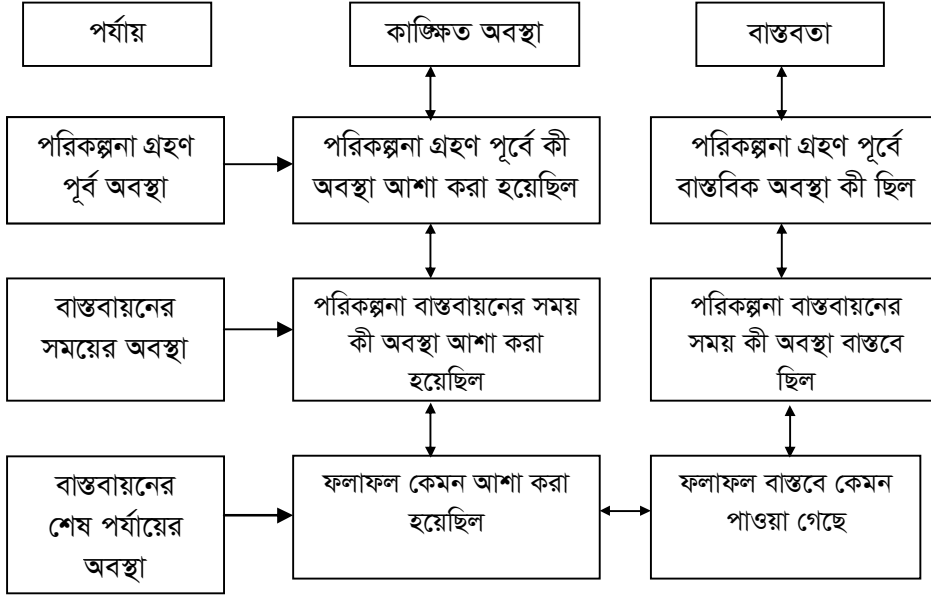 পর্যায়
কাঙ্ক্ষিত অবস্থা
বাস্তবতা
পরিকল্পনা গ্রহণ
পূর্ব অবস্থা
পরিকল্পনা গ্রহণ পূর্বে কী
অবস্থা আশা করা হয়েছিল
পরিকল্পনা গ্রহণ পূর্বে
বাস্তবিক অবস্থা কী ছিল
বাস্তবায়নের
সময়ের অবস্থা
পরিকল্পনা বাস্তবায়নের সময়
কী অবস্থা আশা করা
হয়েছিল
পরিকল্পনা বাস্তবায়নের
সময় কী অবস্থা বাস্তবে
ছিল
বাস্তবায়নের
শেষ পর্যায়ের
অবস্থা
ফলাফল কেমন আশা করা
হয়েছিল
ফলাফল বাস্তবে কেমন
পাওয়া গেছে